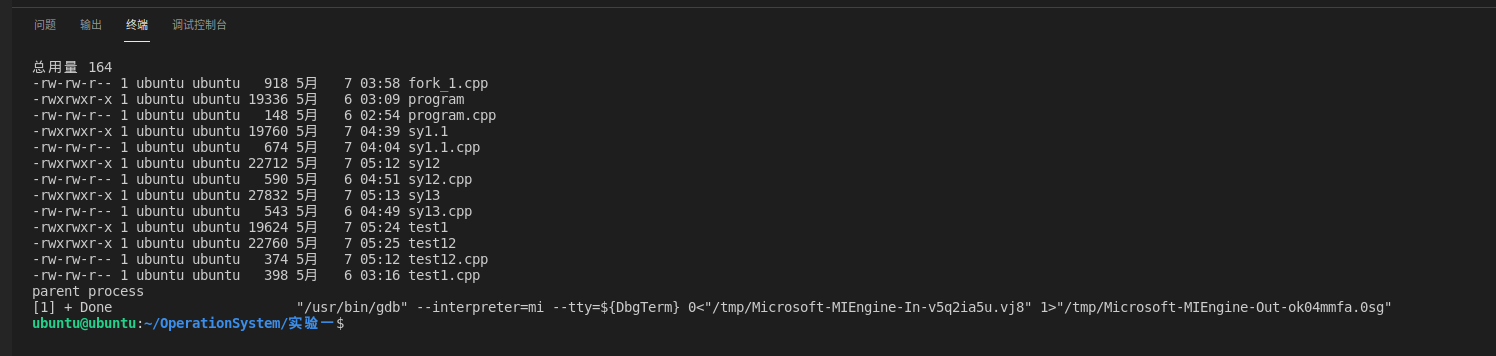 问题 输出 终端 调试控制台
总用量 164
-rw-rw-r-- 1 ubuntu ubuntu   918 5月   7 03:58 fork_1.cpp
-rwxrwxr-x 1 ubuntu ubuntu 19336 5月   6 03:09 program
-rw-rw-r-- 1 ubuntu ubuntu   148 5月   6 02:54 program.cpp
-rwxrwxr-x 1 ubuntu ubuntu 19760 5月   7 04:39 sy1.1
-rw-rw-r-- 1 ubuntu ubuntu   674 5月   7 04:04 sy1.1.cpp
-rwxrwxr-x 1 ubuntu ubuntu 22712 5月   7 05:12 sy12
-rw-rw-r-- 1 ubuntu ubuntu   590 5月   6 04:51 sy12.cpp
-rwxrwxr-x 1 ubuntu ubuntu 27832 5月   7 05:13 sy13
-rw-rw-r-- 1 ubuntu ubuntu   543 5月   6 04:49 sy13.cpp
-rwxrwxr-x 1 ubuntu ubuntu 19624 5月   7 05:24 test1
-rwxrwxr-x 1 ubuntu ubuntu 22760 5月   7 05:25 test12
-rw-rw-r-- 1 ubuntu ubuntu   374 5月   7 05:12 test12.cpp
-rw-rw-r-- 1 ubuntu ubuntu   398 5月   6 03:16 test1.cpp
parent process
[1] + Done                       "/usr/bin/gdb" --interpreter=mi --tty=${DbgTerm} 0<"/tmp/Microsoft-MIEngine-In-v5q2ia5u.vj8" 1>"/tmp/Microsoft-MIEngine-Out-ok04mmfa.0sg"
ubuntu@ubuntu:~/OperationSystem/实验一$